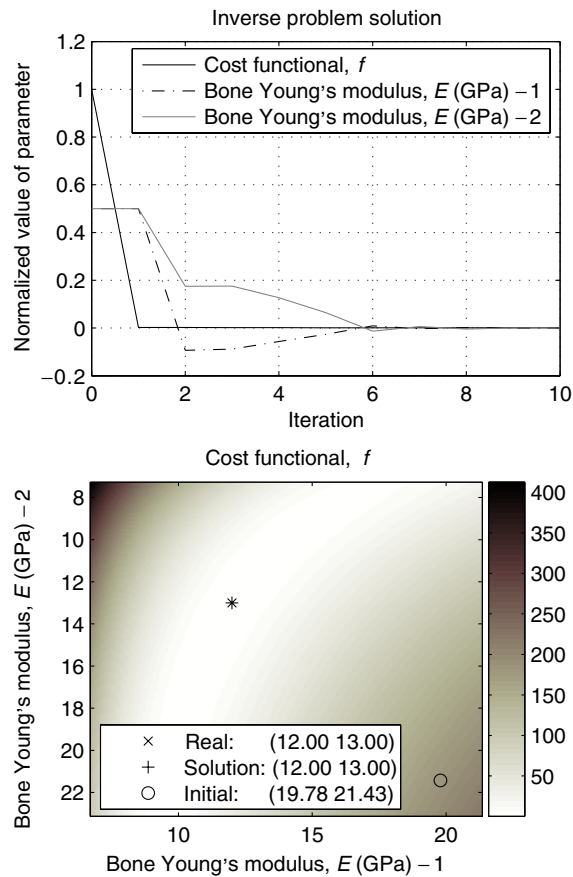 Inverse problem solution
1.2
1
0.8
0.6
0.4
0.2
0
−0.2
Normalized value of parameter
Cost functional, f
Bone Young's modulus, E (GPa) −1
Bone Young's modulus, E (GPa) −2
0 2 4 6 8 10
Iteration
Cost functional, f
8
10
12
14
16
18
20
22
Bone Young's modulus, E (GPa) −2
Real: (12.00 13.00)
Solution: (12.00 13.00)
Initial: (19.78 21.43)
10 15 20
Bone Young's modulus, E (GPa) −1
400
350
300
250
200
150
100
50